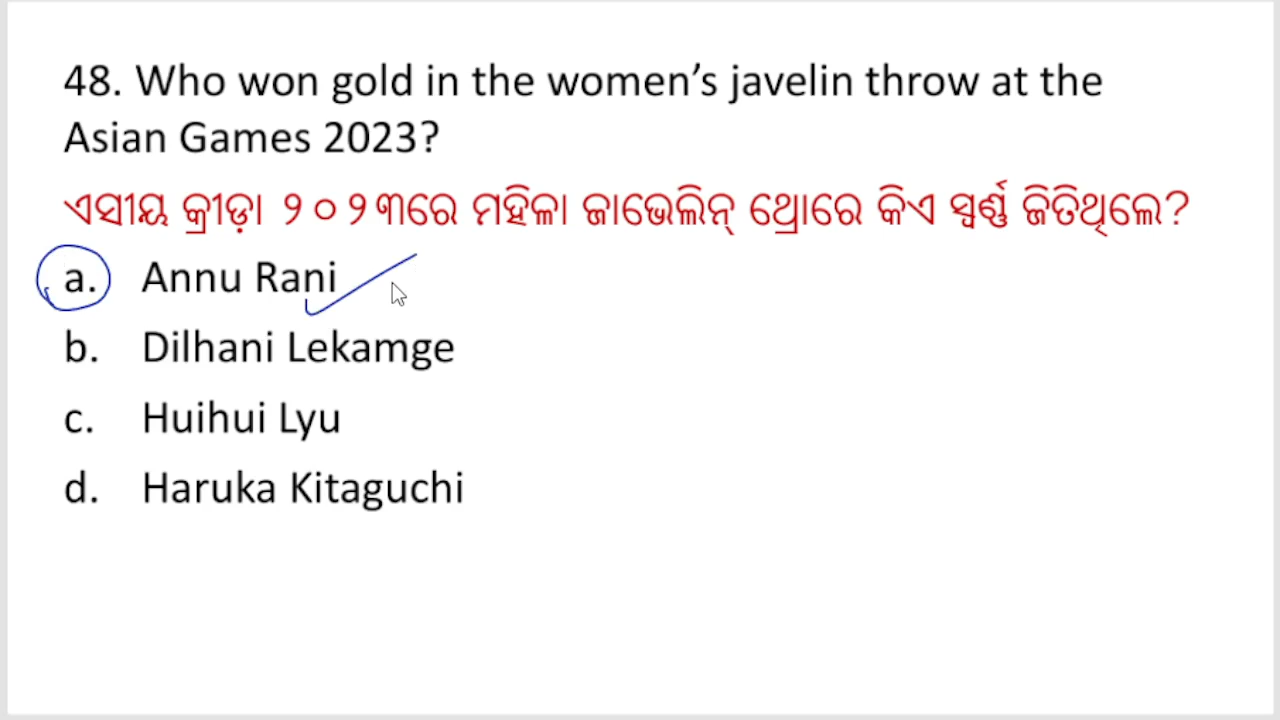 48. Who won gold in the women’s javelin throw at the
Asian Games 2023?
ଏସୀୟ କ୍ରୀଡ଼ା ୨୦୨୩ରେ ମହିଳା ଜାଭେଲିନ୍ ଥ୍ରୋରେ କିଏ ସ୍ୱର୍ଣ୍ଣ ଜିତିଥିଲେ?
a. Annu Rani
b. Dilhani Lekamge
c. Huihui Lyu
d. Haruka Kitaguchi